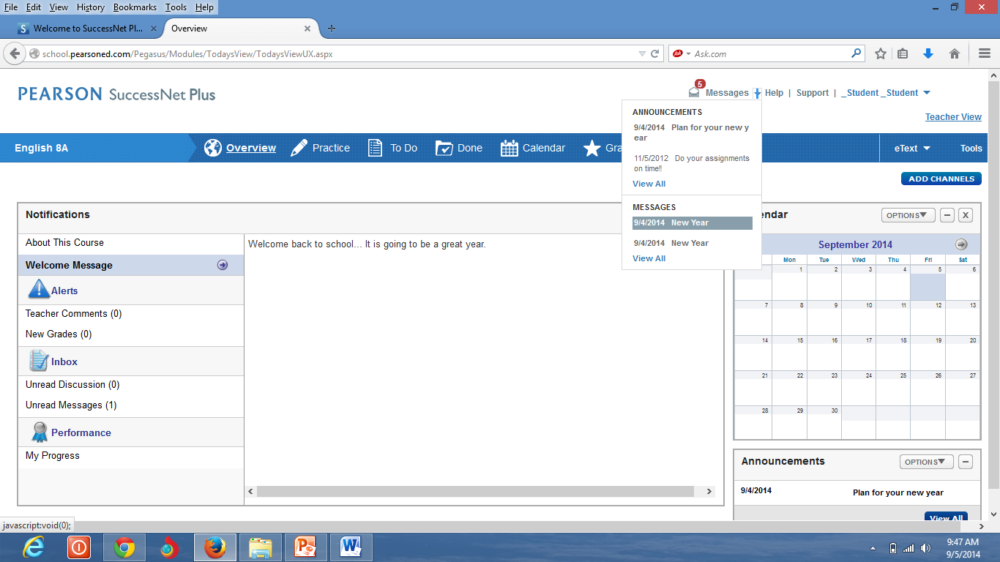 File Edit View History Bookmarks Tools Help
S Welcome to SuccessNet Pl... × Overview × +
school.pearsoned.com/Pegasus/Modules/TodaysView/TodaysViewUX.aspx
Ask Ask.com
PEARSON SuccessNet Plus
5 Messages Help | Support | _Student _Student
Teacher View
English 8A Overview Practice To Do Done Calendar Gra eText Tools
ANNOUNCEMENTS
9/4/2014 Plan for your new y
ear
11/5/2012 Do your assignments
on time!!
View All
MESSAGES
9/4/2014 New Year
9/4/2014 New Year
View All
ADD CHANNELS
Notifications
About This Course
Welcome Message
Alerts
Teacher Comments (0)
New Grades (0)
Inbox
Unread Discussion (0)
Unread Messages (1)
Performance
My Progress
Welcome back to school... It is going to be a great year.
endar OPTIONS
September 2014
Mon Tue Wed Thu Fri Sat
1 2 3 4 5 6
7 8 9 10 11 12 13
14 15 16 17 18 19 20
21 22 23 24 25 26 27
28 29 30
Announcements OPTIONS
9/4/2014 Plan for your new year
View All
javascript:void(0);
9:47 AM
9/5/2014